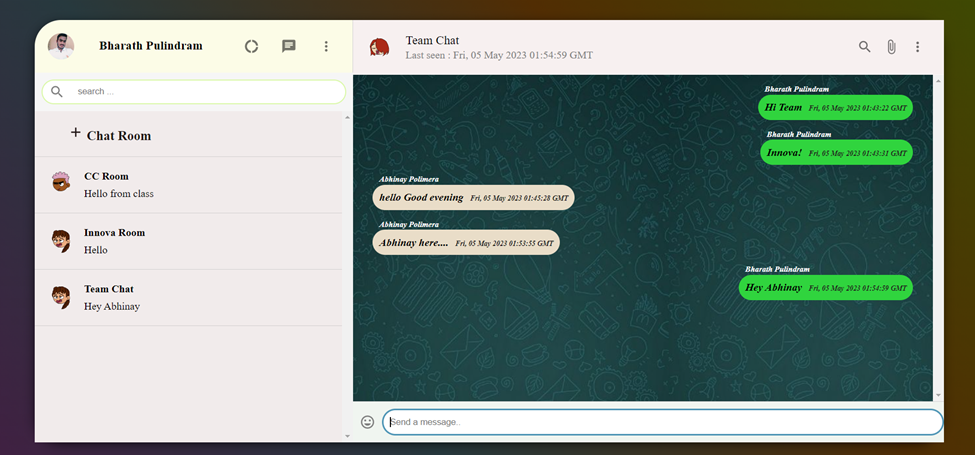 Bharath Pulindram
search ...
+ Chat Room
CC Room
Hello from class
Innova Room
Hello
Team Chat
Hey Abhinay
Team Chat
Last seen : Fri, 05 May 2023 01:54:59 GMT
Bharath Pulindram
Hi Team Fri, 05 May 2023 01:43:22 GMT
Bharath Pulindram
Innova! Fri, 05 May 2023 01:43:31 GMT
Abhinay Polimera
hello Good evening Fri, 05 May 2023 01:45:28 GMT
Abhinay Polimera
Abhinay here.... Fri, 05 May 2023 01:53:55 GMT
Bharath Pulindram
Hey Abhinay Fri, 05 May 2023 01:54:59 GMT
Send a message..